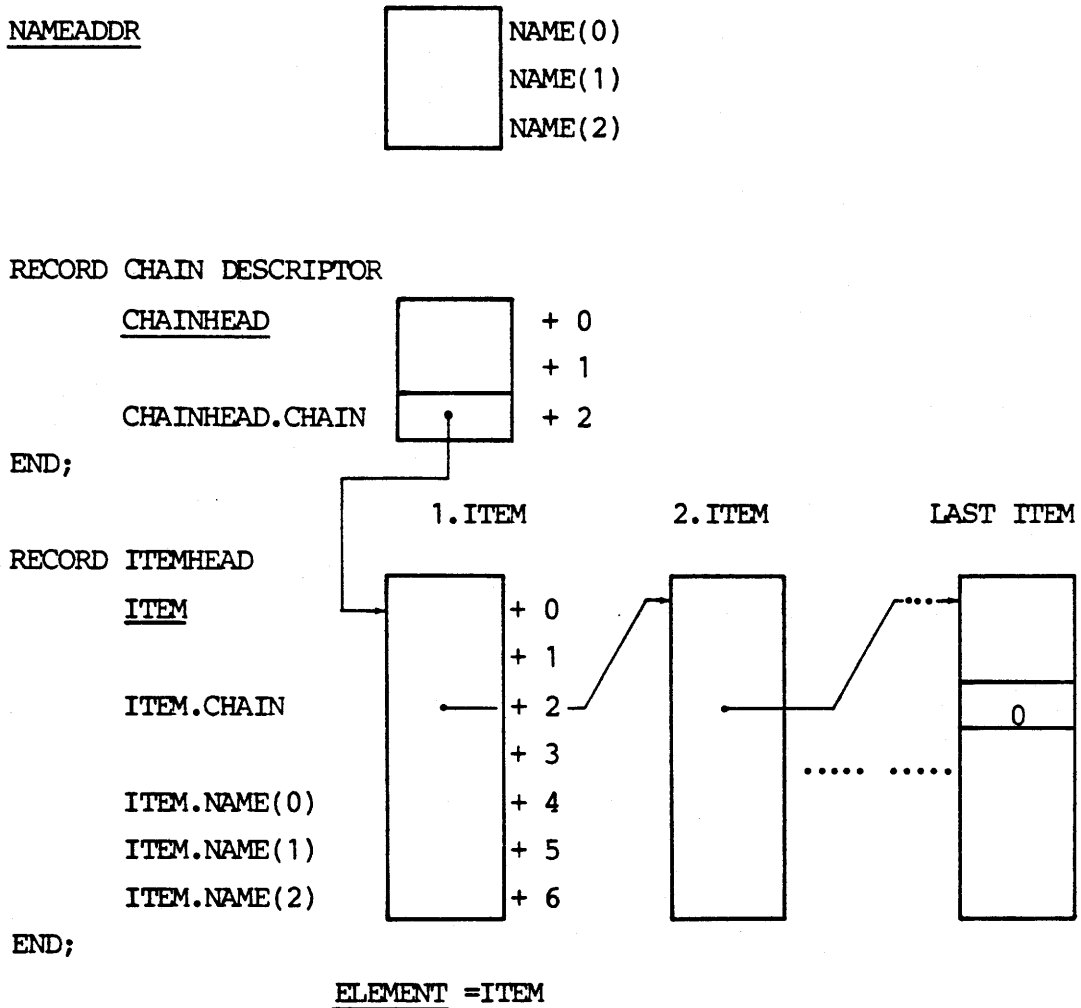 NAMEADDR NAME(0)
NAME(1)
NAME(2)
RECORD CHAIN DESCRIPTOR
CHAINHEAD + 0
+ 1
CHAINHEAD.CHAIN + 2
END;
1.ITEM 2.ITEM LAST ITEM
RECORD ITEMHEAD
ITEM + 0
+ 1
ITEM.CHAIN + 2 0
+ 3
ITEM.NAME(0) + 4
ITEM.NAME(1) + 5
ITEM.NAME(2) + 6
END;
ELEMENT =ITEM